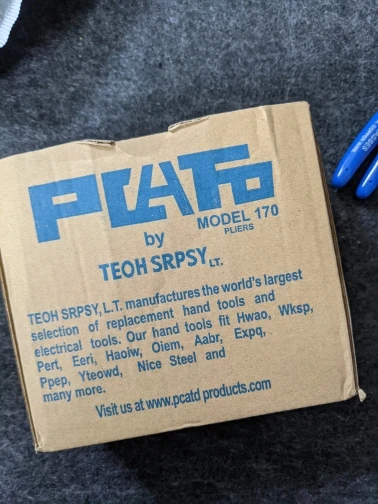 PLATO
MODEL 170
PLIERS
by
TEOH SRPSY LT.
TEOH SRPSY, L.T. manufactures the world's largest
selection of replacement hand tools and
electrical tools. Our hand tools fit Hwao, Wksp,
Pert, Eeri, Haoiw, Oiem, Aabr, Expq,
Ppep, Yteowd, Nice Steel and
many more.
Visit us at www.pcatd products.com